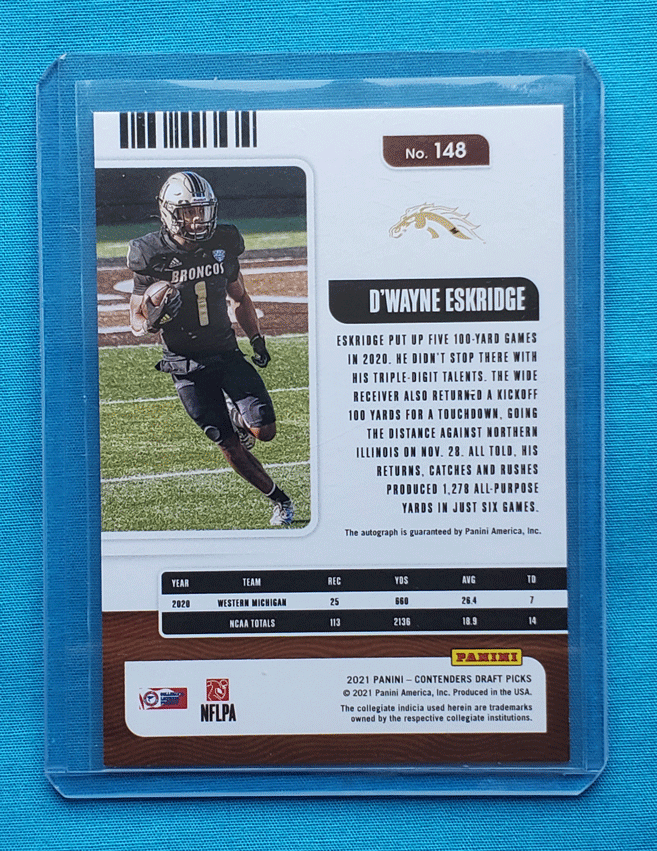 No. 148
BRONCOS
1
D'WAYNE ESKRIDGE
ESKRIDGE PUT UP FIVE 100-YARD GAMES
IN 2020. HE DIDN'T STOP THERE WITH
HIS TRIPLE-DIGIT TALENTS. THE WIDE
RECEIVER ALSO RETURNED A KICKOFF
100 YARDS FOR A TOUCHDOWN, GOING
THE DISTANCE AGAINST NORTHERN
ILLINOIS ON NOV. 28. ALL TOLD, HIS
RETURNS, CATCHES AND RUSHES
PRODUCED 1,278 ALL-PURPOSE
YARDS IN JUST SIX GAMES.
The autograph is guaranteed by Panini America, Inc.
YEAR TEAM REC YDS AVG TD
2020 WESTERN MICHIGAN 25 660 26.4 7
NCAA TOTALS 113 2136 18.9 14
PANINI
2021 PANINI – CONTENDERS DRAFT PICKS
© 2021 Panini America, Inc. Produced in the USA.
The collegiate indicia used herein are trademarks
owned by the respective collegiate institutions.
NFLPA